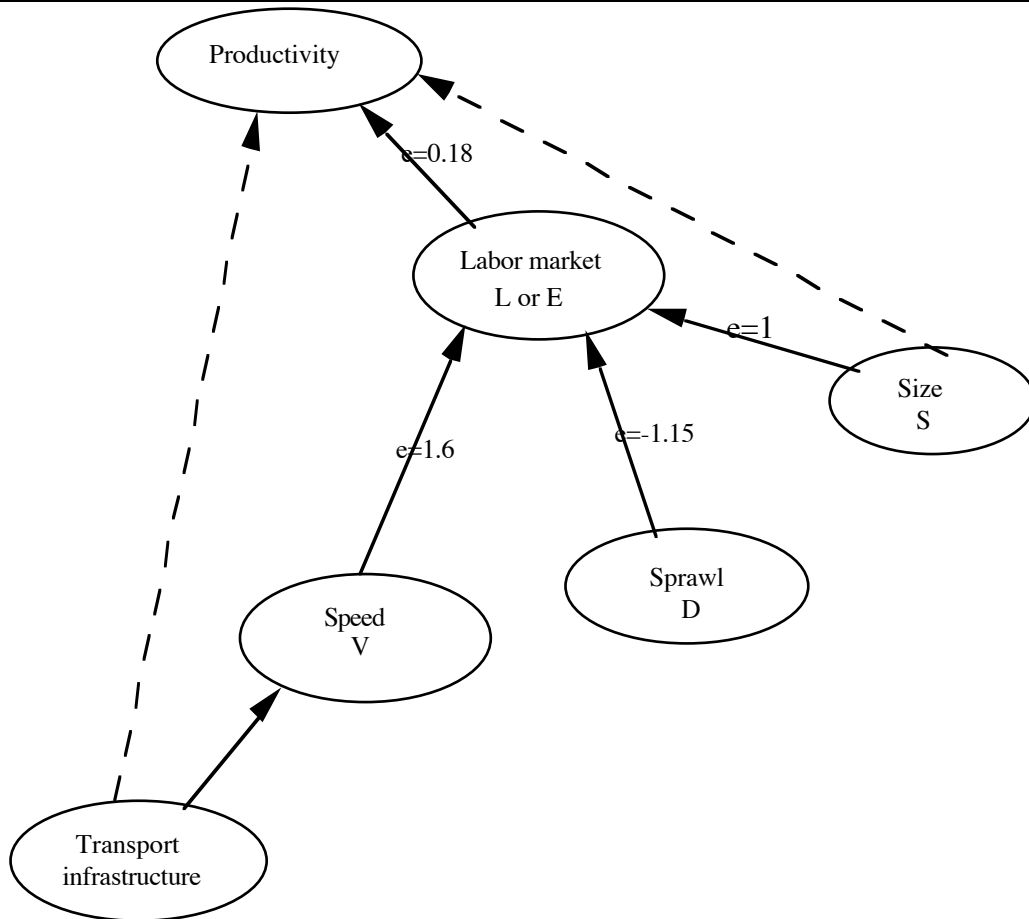 Productivity
e=0.18
Labor market
L or E
e=1
Size
S
e=-1.15
e=1.6
Sprawl
D
Speed
V
Transport
infrastructure